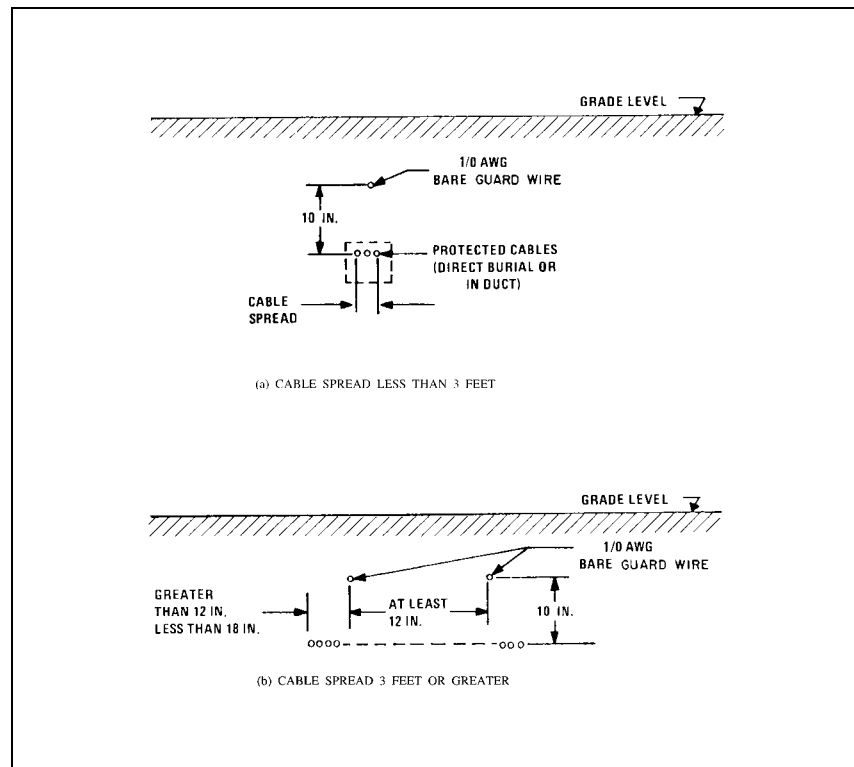 GRADE LEVEL
1/0 AWG
BARE GUARD WIRE
10 IN.
PROTECTED CABLES
(DIRECT BURIAL OR
IN DUCT)
CABLE
SPREAD
(a) CABLE SPREAD LESS THAN 3 FEET
GRADE LEVEL
1/0 AWG
BARE GUARD WIRE
GREATER
THAN 12 IN.
LESS THAN 18 IN.
AT LEAST
12 IN.
10 IN.
(b) CABLE SPREAD 3 FEET OR GREATER